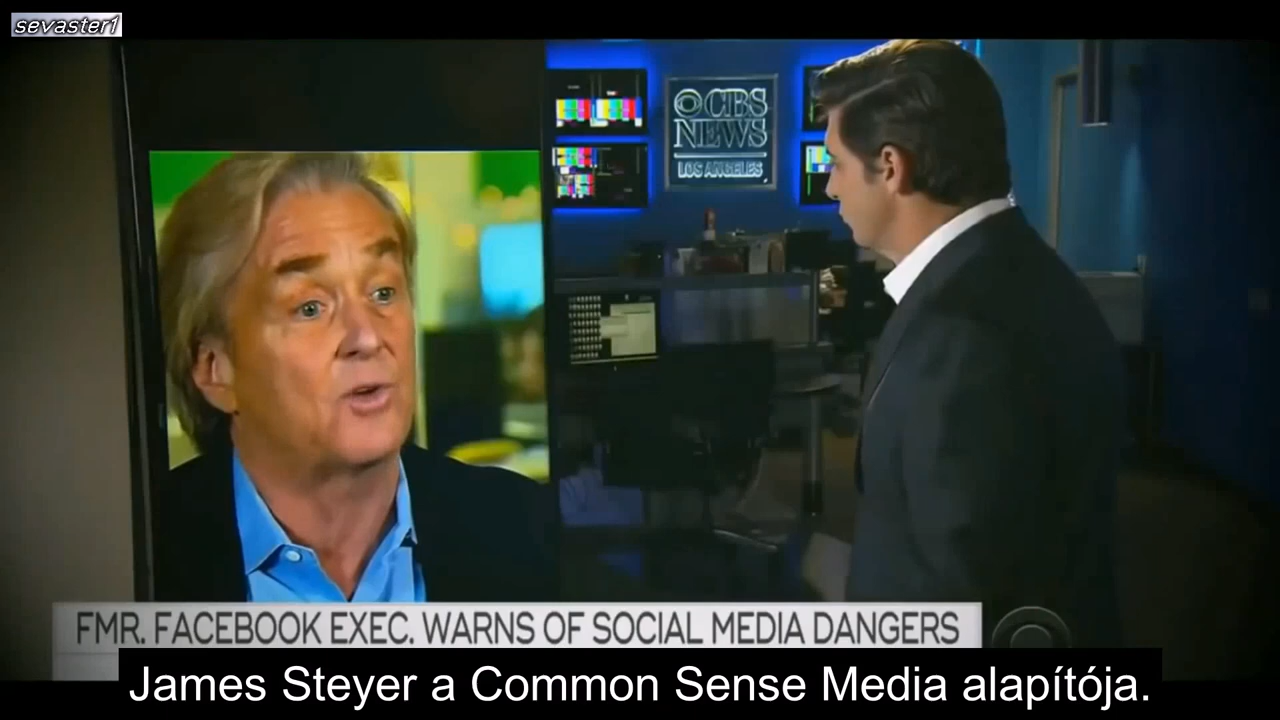 sevaster1
CBS
NEWS
LOS ANGELES
FMR. FACEBOOK EXEC. WARNS OF SOCIAL MEDIA DANGERS
James Steyer a Common Sense Media alapítója.